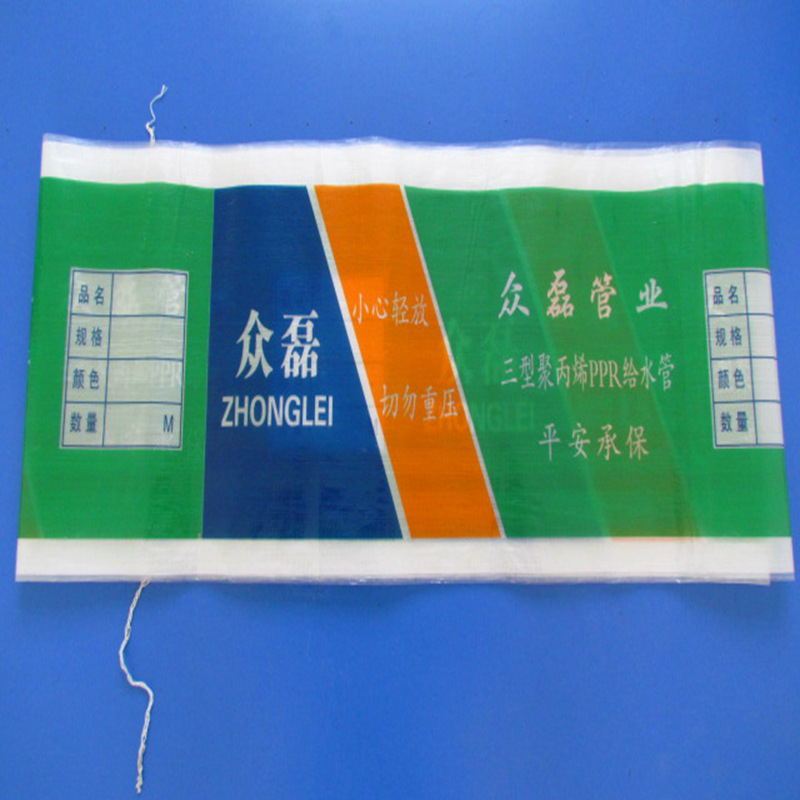 品名
规格
颜色
数量 M
众磊
ZHONGLEI
小心轻放
切勿重压
众磊管业
三型聚丙烯PPR给水管
平安承保
品名
规格
颜色
数量